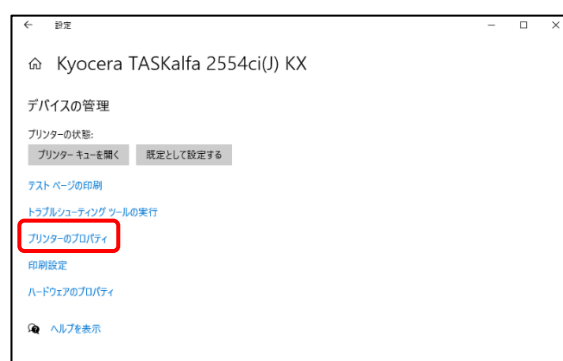 設定
Kyocera TASKalfa 2554ci(J) KX
デバイスの管理
プリンターの状態:
プリンター キューを開く 既定として設定する
テスト ページの印刷
トラブルシューティング ツールの実行
プリンターのプロパティ
印刷設定
ハードウェアのプロパティ
ヘルプを表示